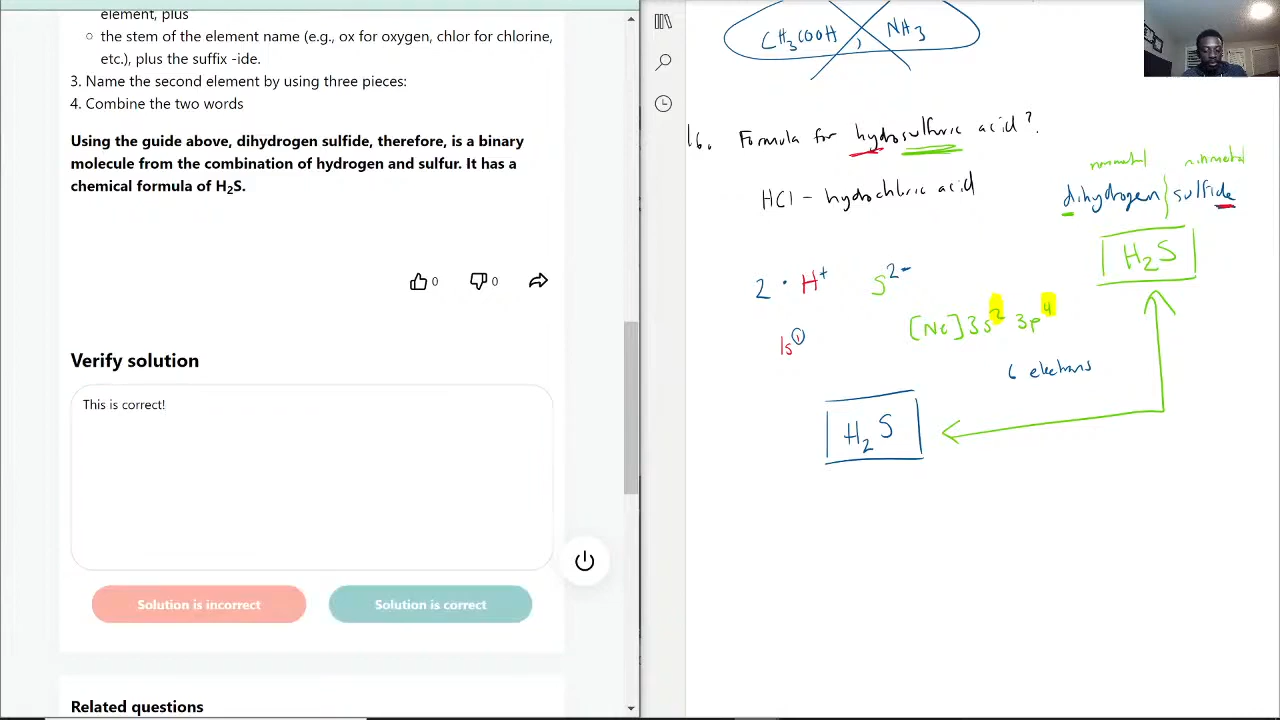 element, plus
the stem of the element name (e.g., ox for oxygen, chlor for chlorine,
etc.), plus the suffix -ide.
3. Name the second element by using three pieces:
4. Combine the two words
Using the guide above, dihydrogen sulfide, therefore, is a binary
molecule from the combination of hydrogen and sulfur. It has a
chemical formula of H₂S.
0
0
Verify solution
This is correct!
Solution is incorrect
Solution is correct
Related questions
CH₃COOH, NH₃
16. Formula for hydrosulfuric acid?
HCl - hydrochloric acid
nonmetal nonmetal
dihydrogen sulfide
H₂S
2 · H⁺ S²⁻
1s¹
[Ne]3s² 3p⁴
6 electrons
H₂S